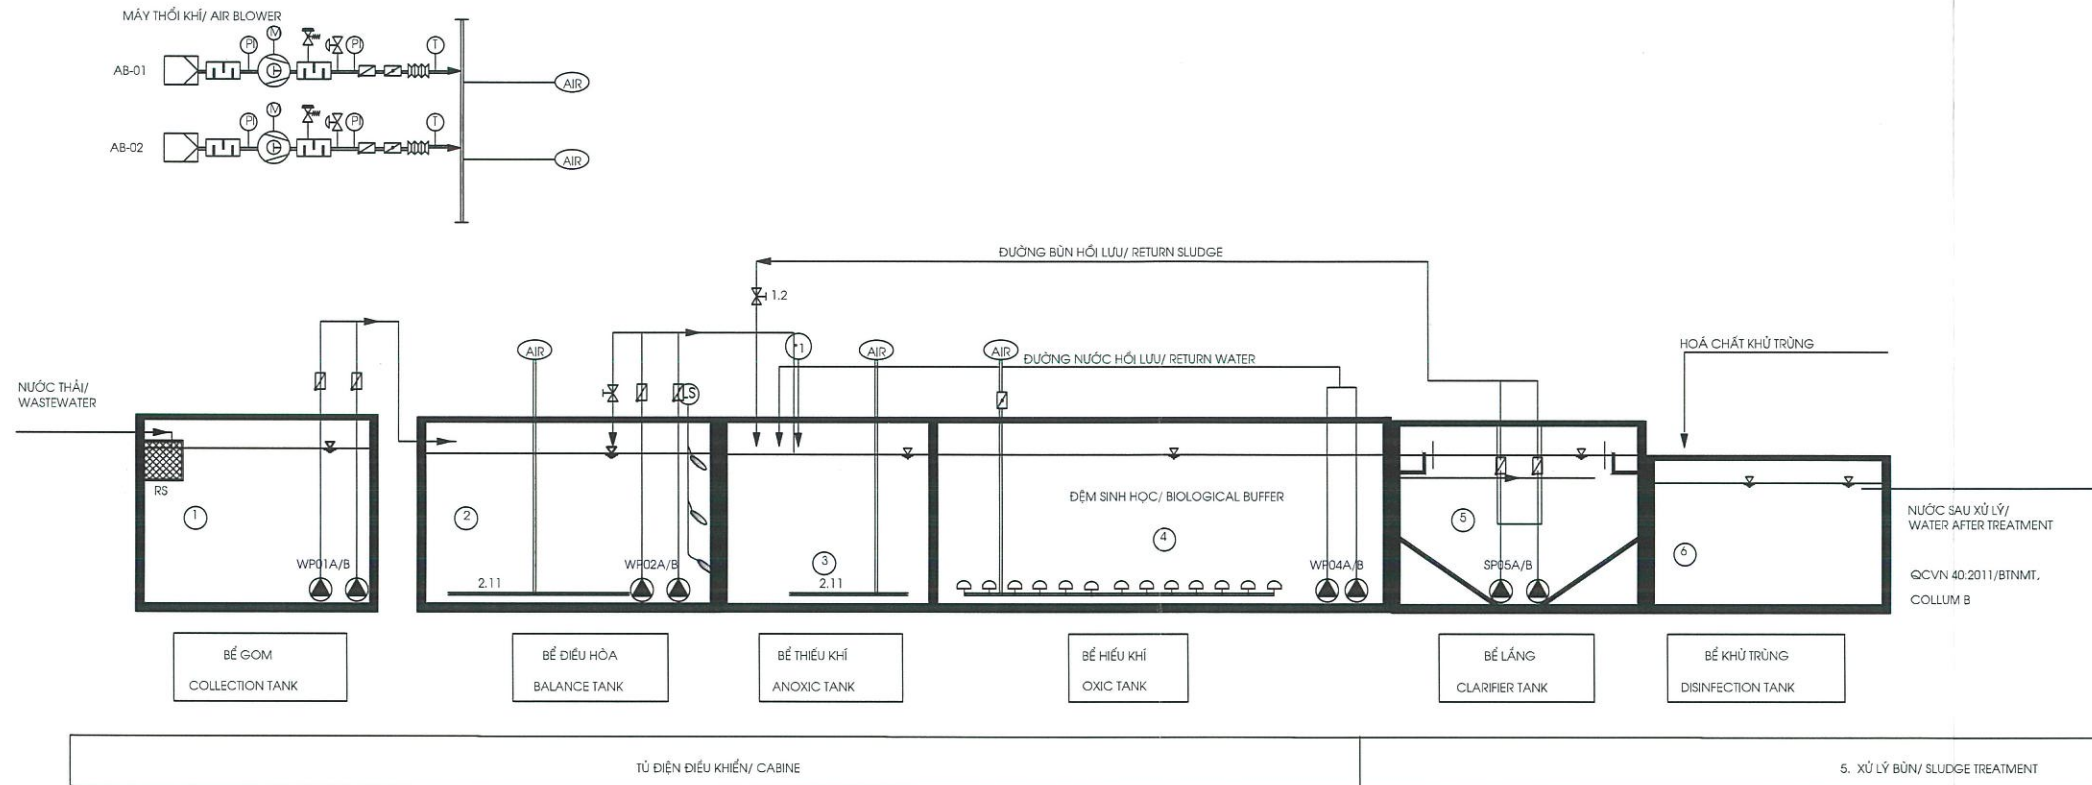 MÁY THỔI KHÍ/ AIR BLOWER
M
PI
PI
T
AB-01
AIR
M
PI
PI
T
AB-02
AIR
ĐƯỜNG BÙN HỒI LƯU/ RETURN SLUDGE
1.2
HOÁ CHẤT KHỬ TRÙNG
AIR
*1
AIR
AIR
ĐƯỜNG NƯỚC HỒI LƯU/ RETURN WATER
NƯỚC THẢI/
WASTEWATER
LS
RS
1
2
3
4
5
6
ĐỆM SINH HỌC/ BIOLOGICAL BUFFER
NƯỚC SAU XỬ LÝ/
WATER AFTER TREATMENT
WP01A/B
WP02A/B
WP04A/B
SP05A/B
2.11
2.11
QCVN 40:2011/BTNMT,
COLLUM B
BỂ GOM
COLLECTION TANK
BỂ ĐIỀU HÒA
BALANCE TANK
BỂ THIẾU KHÍ
ANOXIC TANK
BỂ HIẾU KHÍ
OXIC TANK
BỂ LẮNG
CLARIFIER TANK
BỂ KHỬ TRÙNG
DISINFECTION TANK
TỦ ĐIỆN ĐIỀU KHIỂN/ CABINE
5. XỬ LÝ BÙN/ SLUDGE TREATMENT